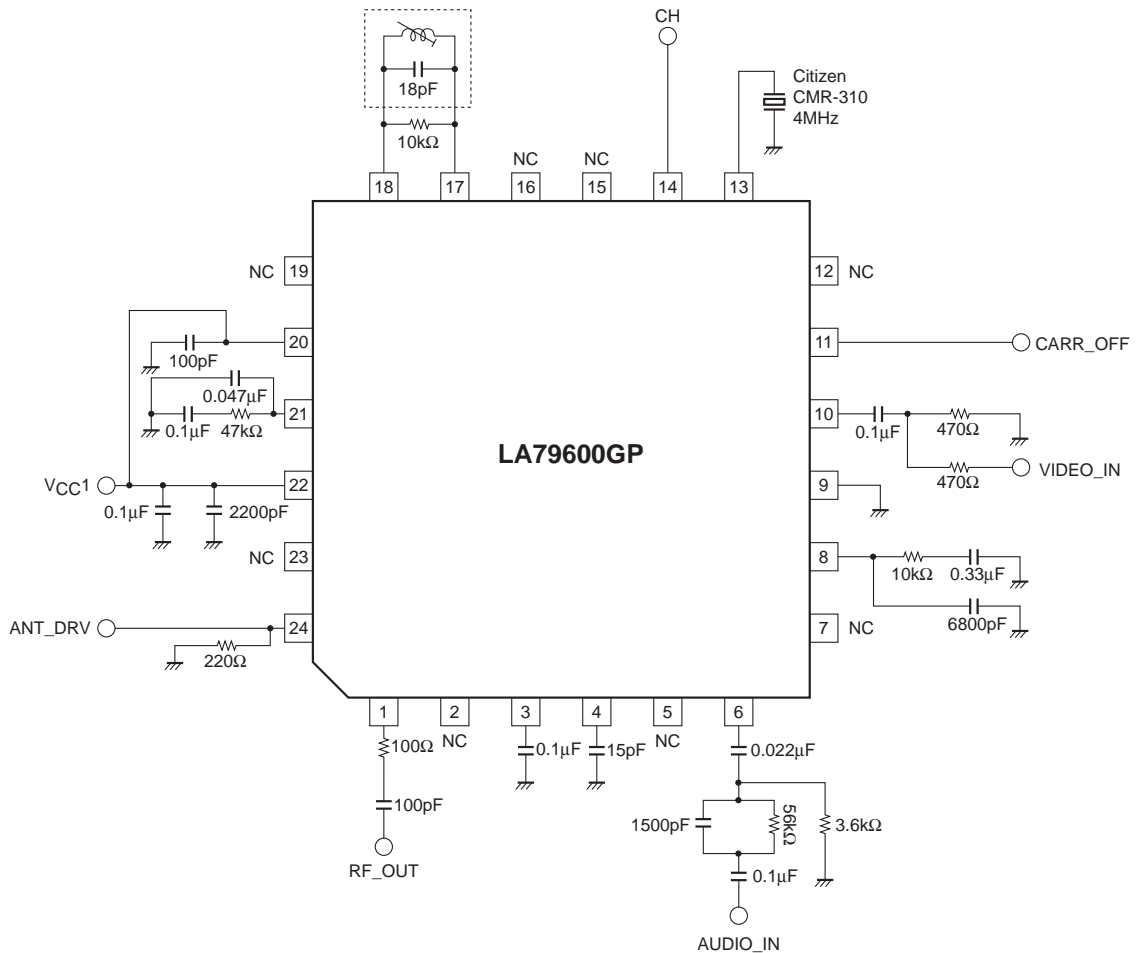 CH
Citizen
CMR-310
4MHz
18pF
10kΩ
NC
NC
18
17
16
15
14
13
NC
19
12
NC
20
11
CARR_OFF
100pF
0.047μF
21
10
0.1μF
47kΩ
0.1μF
470Ω
LA79600GP
VCC1
22
9
470Ω
VIDEO_IN
0.1μF
2200pF
NC
23
8
10kΩ
0.33μF
ANT_DRV
24
7
NC
6800pF
220Ω
1
2
3
4
5
6
100Ω
NC
0.1μF
15pF
NC
0.022μF
100pF
1500pF
56kΩ
3.6kΩ
RF_OUT
0.1μF
AUDIO_IN